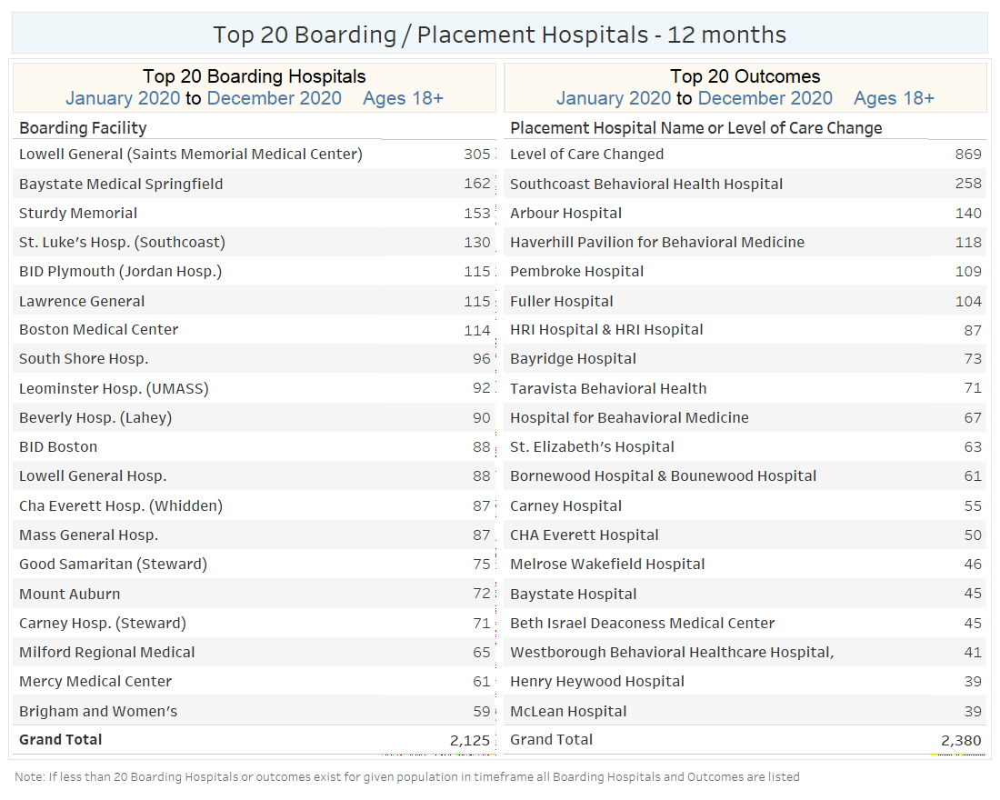 Top 20 Boarding / Placement Hospitals - 12 months
Top 20 Boarding Hospitals
January 2020 to December 2020 Ages 18+
Boarding Facility
Lowell General (Saints Memorial Medical Center) 305
Baystate Medical Springfield 162
Sturdy Memorial 153
St. Luke's Hosp. (Southcoast) 130
BID Plymouth (Jordan Hosp.) 115
Lawrence General 115
Boston Medical Center 114
South Shore Hosp. 96
Leominster Hosp. (UMASS) 92
Beverly Hosp. (Lahey) 90
BID Boston 88
Lowell General Hosp. 88
Cha Everett Hosp. (Whidden) 87
Mass General Hosp. 87
Good Samaritan (Steward) 75
Mount Auburn 72
Carney Hosp. (Steward) 71
Milford Regional Medical 65
Mercy Medical Center 61
Brigham and Women's 59
Grand Total 2,125
Top 20 Outcomes
January 2020 to December 2020 Ages 18+
Placement Hospital Name or Level of Care Change
Level of Care Changed 869
Southcoast Behavioral Health Hospital 258
Arbour Hospital 140
Haverhill Pavilion for Behavioral Medicine 118
Pembroke Hospital 109
Fuller Hospital 104
HRI Hospital & HRI Hsopital 87
Bayridge Hospital 73
Taravista Behavioral Health 71
Hospital for Beahavioral Medicine 67
St. Elizabeth's Hospital 63
Bornewood Hospital & Bounewood Hospital 61
Carney Hospital 55
CHA Everett Hospital 50
Melrose Wakefield Hospital 46
Baystate Hospital 45
Beth Israel Deaconess Medical Center 45
Westborough Behavioral Healthcare Hospital, 41
Henry Heywood Hospital 39
McLean Hospital 39
Grand Total 2,380
Note: If less than 20 Boarding Hospitals or outcomes exist for given population in timeframe all Boarding Hospitals and Outcomes are listed